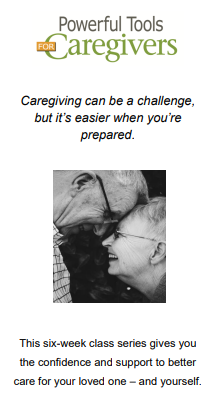 Powerful Tools
FOR Caregivers
Caregiving can be a challenge,
but it's easier when you're
prepared.
This six-week class series gives you
the confidence and support to better
care for your loved one – and yourself.